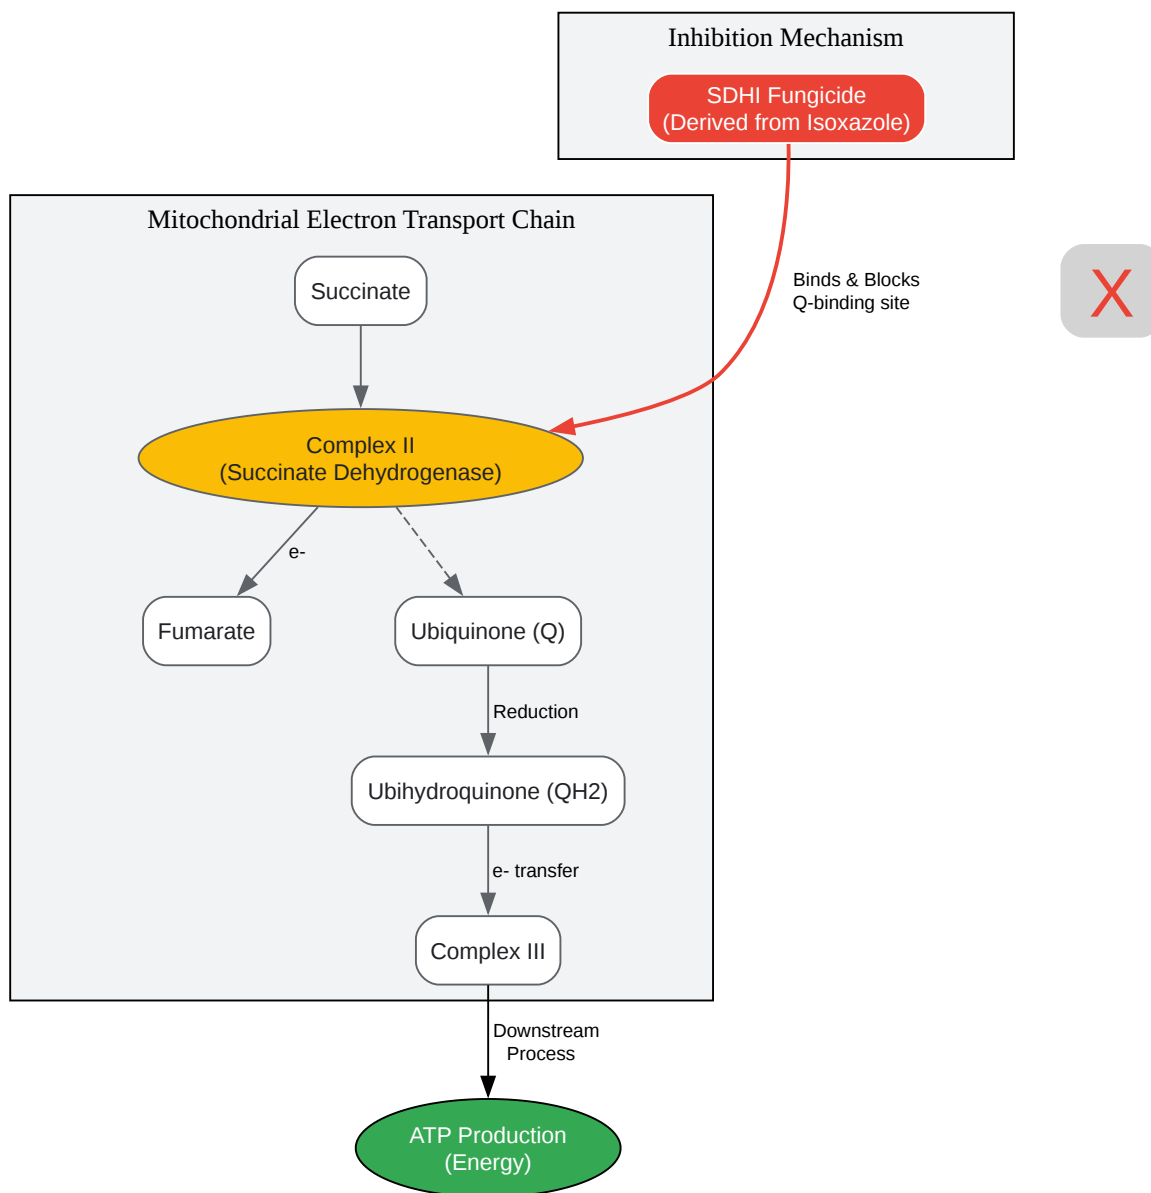 Inhibition Mechanism
SDHI Fungicide
(Derived from Isoxazole)
Mitochondrial Electron Transport Chain
Succinate
Binds & Blocks
Q-binding site
X
Complex II
(Succinate Dehydrogenase)
e-
Fumarate
Ubiquinone (Q)
Reduction
Ubihydroquinone (QH2)
e- transfer
Complex III
Downstream
Process
ATP Production
(Energy)